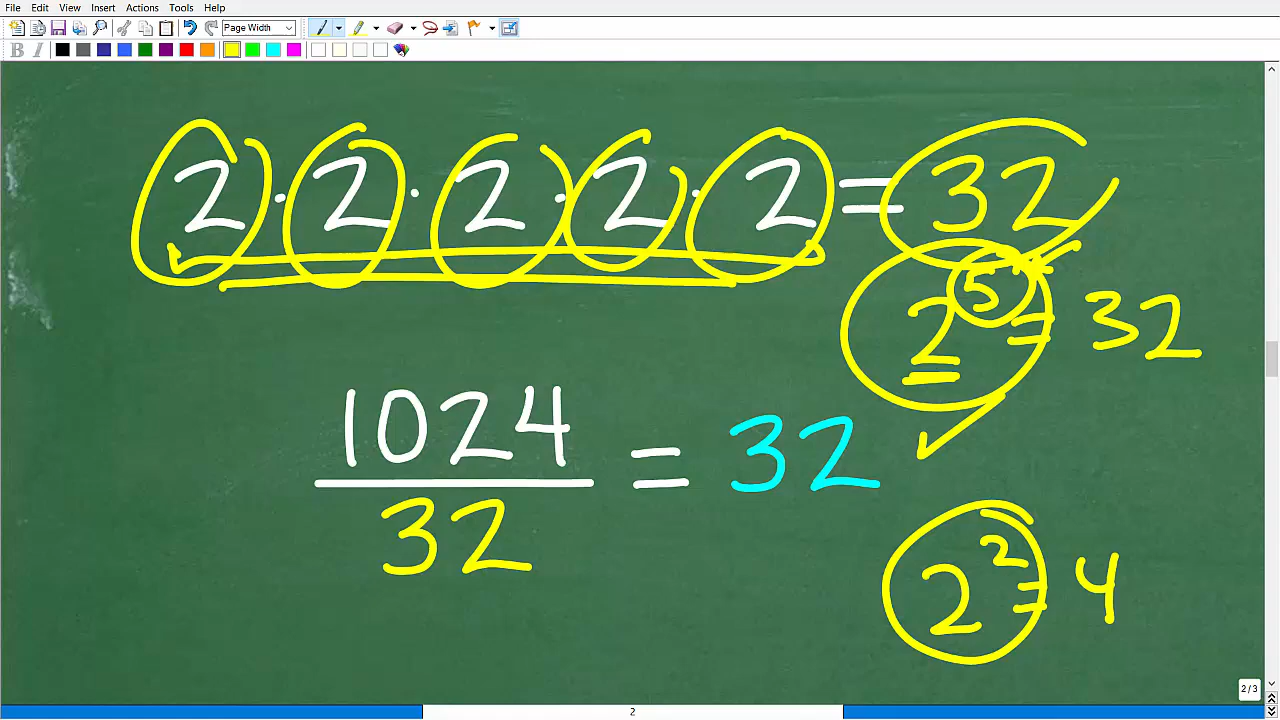 File Edit View Insert Actions Tools Help
Page Width
B I
2 · 2 · 2 · 2 · 2 = 32
2⁵ = 32
1024
32
= 32
2² = 4
2/3
2